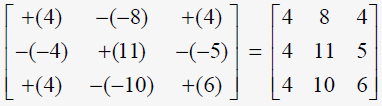 +(4) −(−8) +(4)
−(−4) +(11) −(−5) = 4 8 4
+(4) −(−10) +(6) 4 11 5
4 10 6